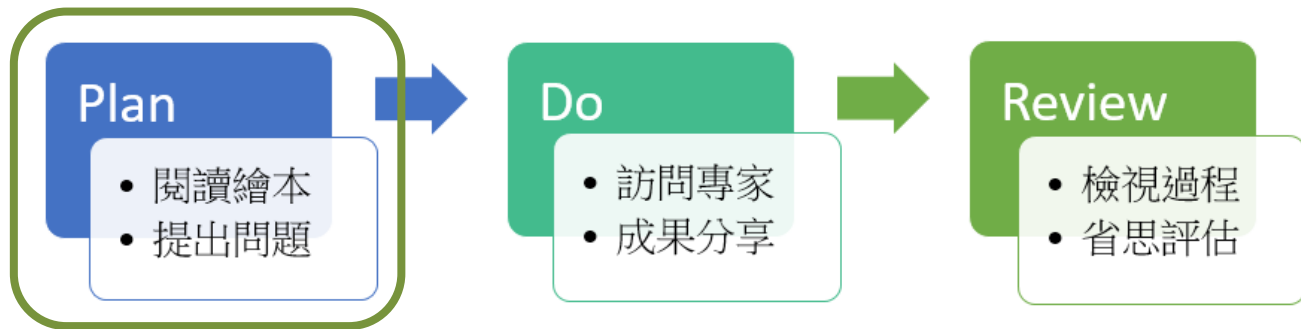 Plan
• 閱讀繪本
• 提出問題
Do
• 訪問專家
• 成果分享
Review
• 檢視過程
• 省思評估